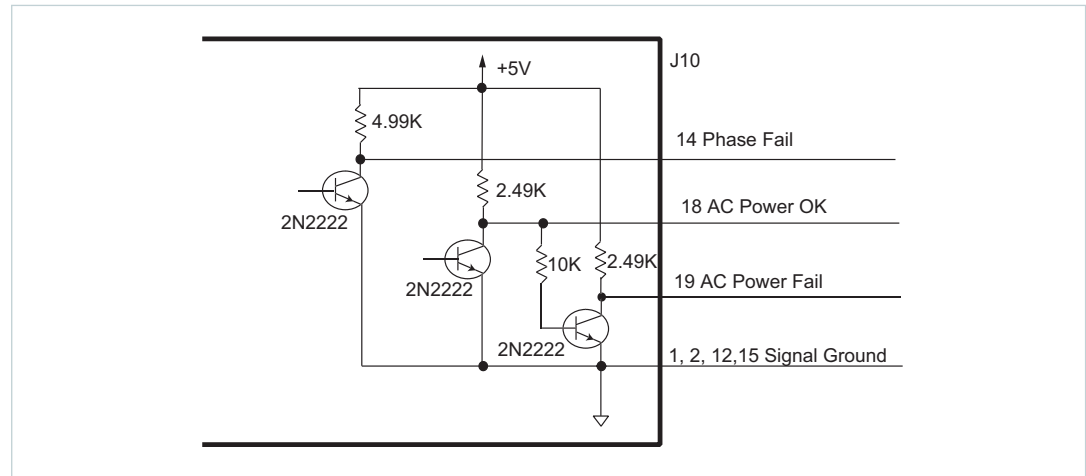 J10
+5V
4.99K
14 Phase Fail
2.49K
18 AC Power OK
2N2222
10K
2.49K
2N2222
19 AC Power Fail
2N2222
1, 2, 12,15 Signal Ground